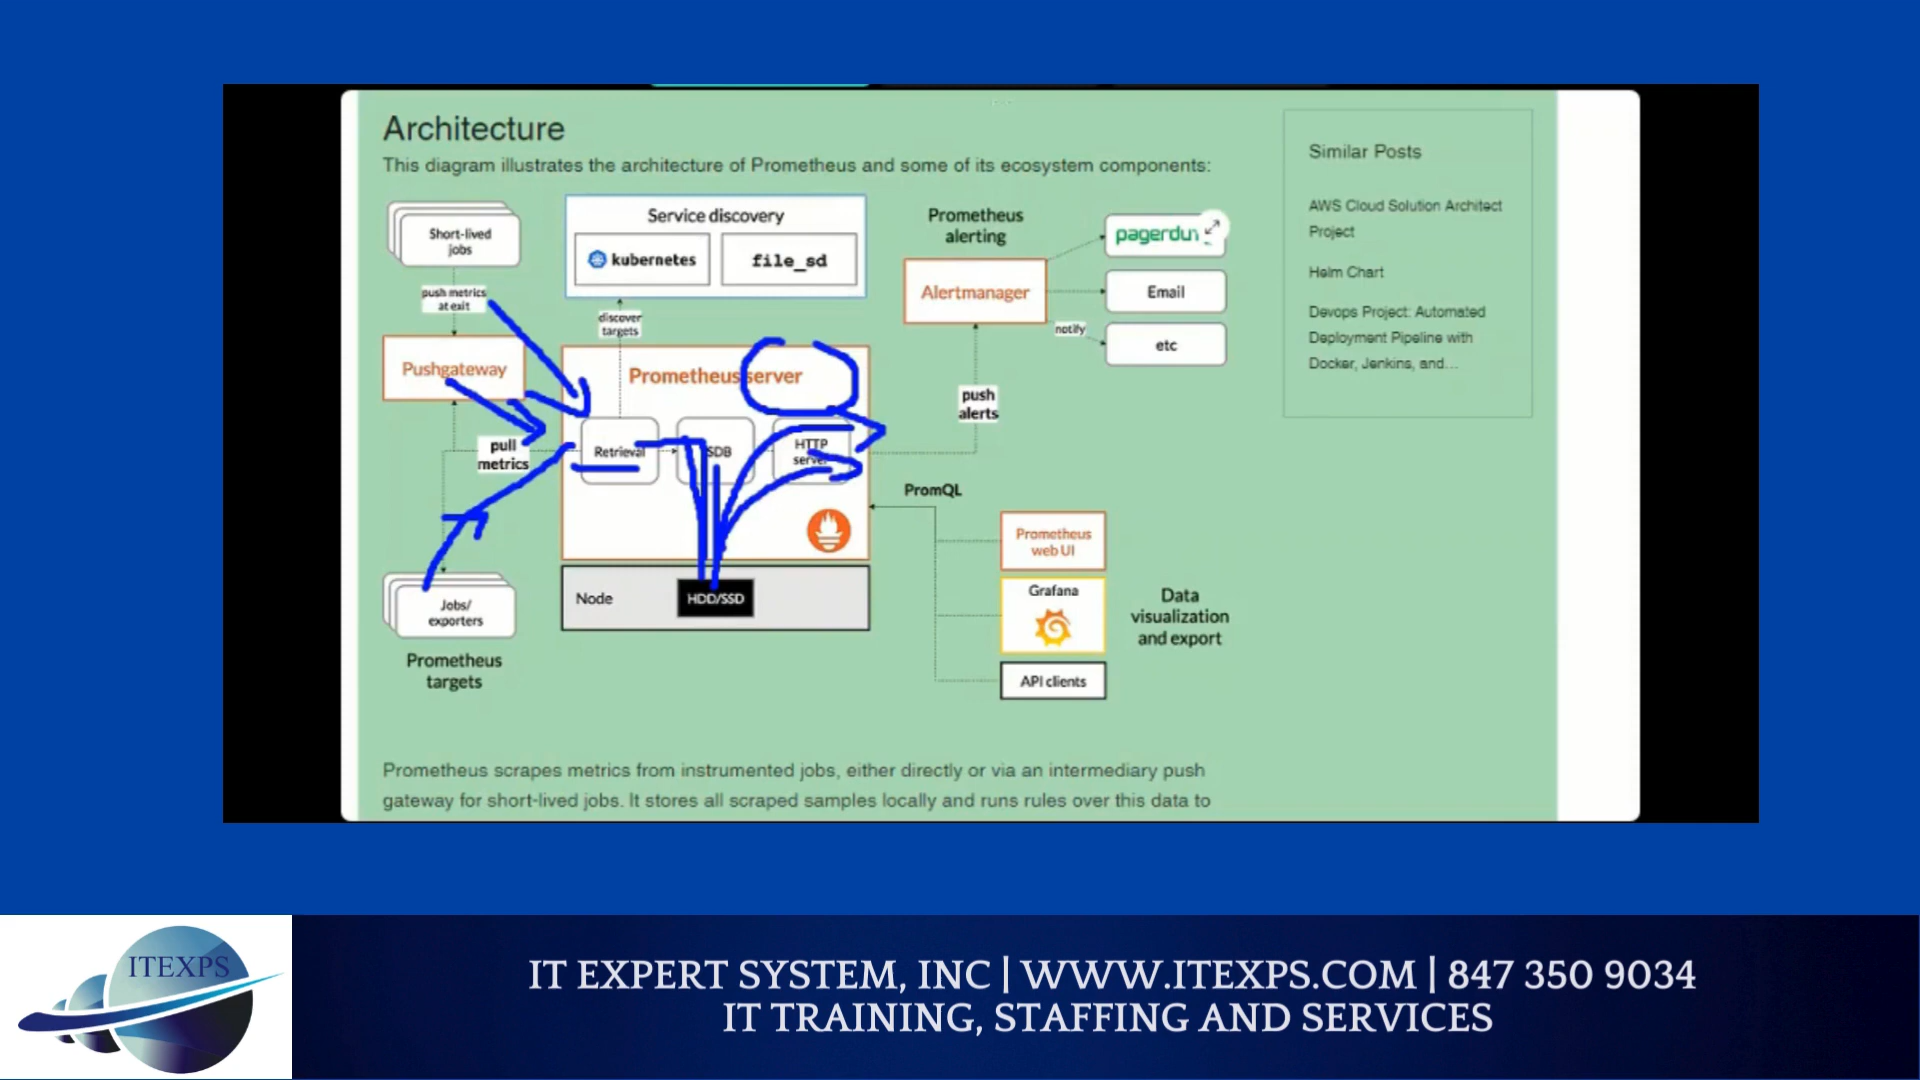 Architecture
This diagram illustrates the architecture of Prometheus and some of its ecosystem components:
Short-lived
jobs
push metrics
at exit
Pushgateway
pull
metrics
Jobs/
exporters
Prometheus
targets
Service discovery
kubernetes
file_sd
discover
targets
Prometheus server
Retrieval
SDB
HTTP
server
Node
HDD/SSD
Prometheus
alerting
Alertmanager
Email
notify
etc
push
alerts
PromQL
Prometheus
web UI
Grafana
API clients
Data
visualization
and export
Prometheus scrapes metrics from instrumented jobs, either directly or via an intermediary push
gateway for short-lived jobs. It stores all scraped samples locally and runs rules over this data to
Similar Posts
AWS Cloud Solution Architect
Project
Helm Chart
Devops Project: Automated
Deployment Pipeline with
Docker, Jenkins, and...
ITEXPS
IT EXPERT SYSTEM, INC | WWW.ITEXPS.COM | 847 350 9034
IT TRAINING, STAFFING AND SERVICES